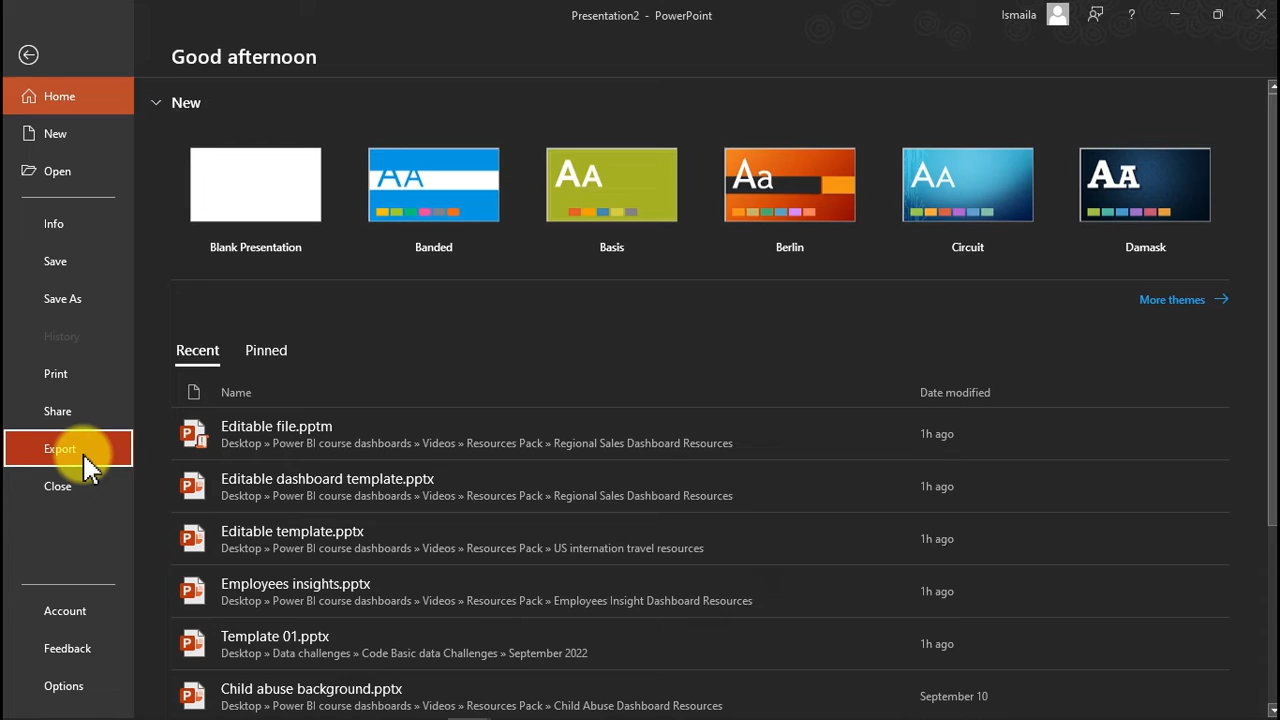 Presentation2 - PowerPoint
Ismaila
?
Good afternoon
Home
New
Open
Info
Save
Save As
History
Print
Share
Export
Close
Account
Feedback
Options
New
AA
Aa
Aa
AA
AA
Blank Presentation
Banded
Basis
Berlin
Circuit
Damask
More themes
Recent Pinned
Name Date modified
Editable file.pptm
Desktop » Power BI course dashboards » Videos » Resources Pack » Regional Sales Dashboard Resources
1h ago
Editable dashboard template.pptx
Desktop » Power BI course dashboards » Videos » Resources Pack » Regional Sales Dashboard Resources
1h ago
Editable template.pptx
Desktop » Power BI course dashboards » Videos » Resources Pack » US internation travel resources
1h ago
Employees insights.pptx
Desktop » Power BI course dashboards » Videos » Resources Pack » Employees Insight Dashboard Resources
1h ago
Template 01.pptx
Desktop » Data challenges » Code Basic data Challenges » September 2022
1h ago
Child abuse background.pptx
Desktop » Power BI course dashboards » Videos » Resources Pack » Child Abuse Dashboard Resources
September 10